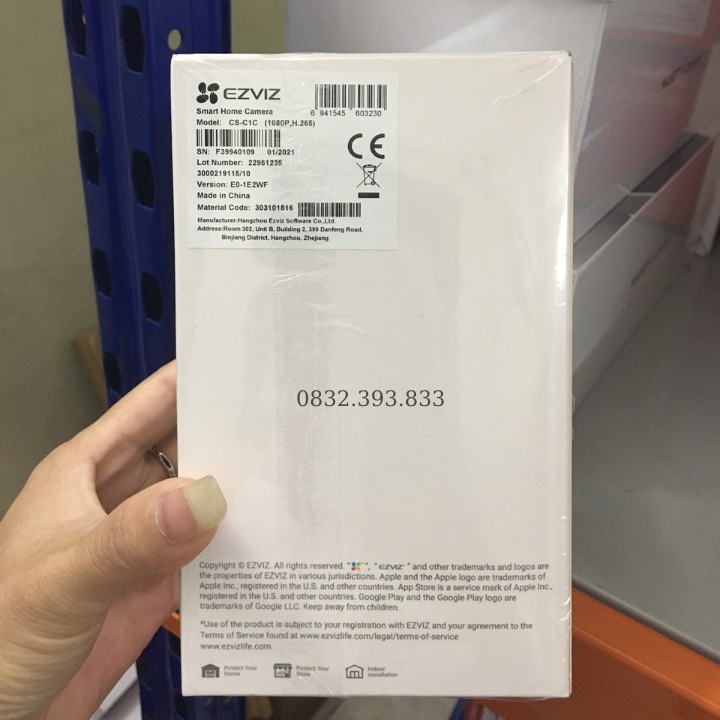 EZVIZ
6 941545 603230
Smart Home Camera
Model: CS-C1C (1080P,H.265)
SN: F39940109 01/2021
Lot Number: 22951235
3000219115/10
Version: E0-1E2WF
Made in China
Material Code: 303101816
Manufacturer:Hangzhou Ezviz Software Co.,Ltd.
Address:Room 302, Unit B, Building 2, 399 Danfeng Road,
Binjiang District, Hangzhou, Zhejiang
CE
0832.393.833
Copyright © EZVIZ. All rights reserved. " ", "EZVIZ" and other trademarks and logos are
the properties of EZVIZ in various jurisdictions. Apple and the Apple logo are trademarks of
Apple Inc., registered in the U.S. and other countries. App Store is a service mark of Apple Inc.,
registered in the U.S. and other countries. Google Play and the Google Play logo are
trademarks of Google LLC. Keep away from children.
*Use of the product is subject to your registration with EZVIZ and your agreement to the
Terms of Service found at www.ezvizlife.com/legal/terms-of-service
www.ezvizlife.com
Protect Your
Home
Protect Your
Store
Indoor
Installation